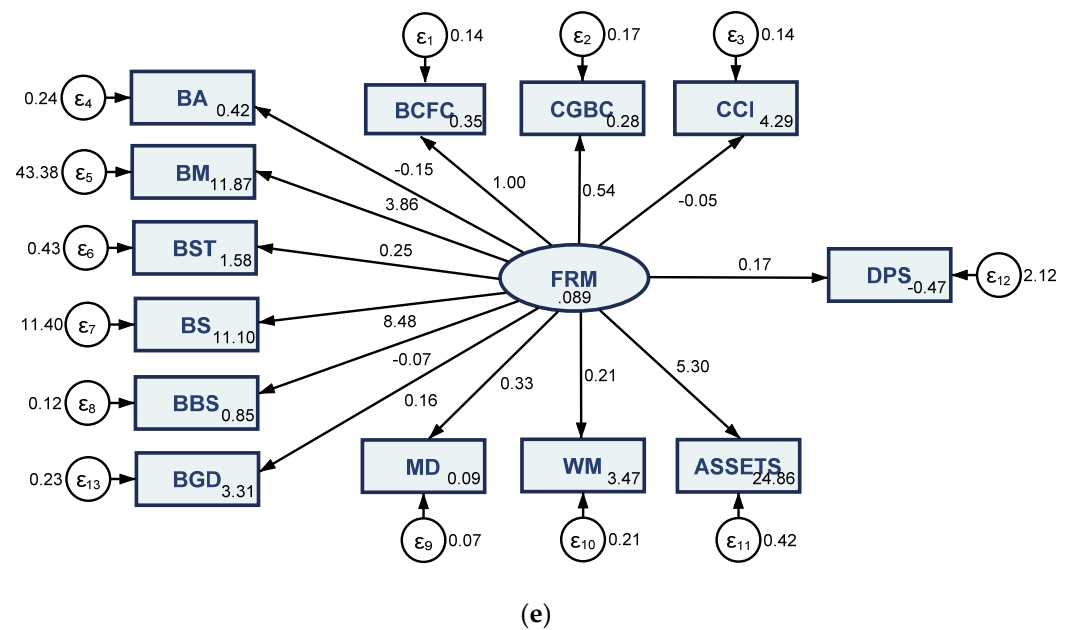 ε1 0.14
ε2 0.17
ε3 0.14
0.24 ε4 BA 0.42
BCFC 0.35
CGBC 0.28
CCI 4.29
43.38 ε5 BM 11.87
-0.15
3.86
1.00
0.54
-0.05
0.43 ε6 BST 1.58
0.25
FRM
.089
0.17
DPS -0.47 ε12 2.12
11.40 ε7 BS 11.10
8.48
-0.07
0.12 ε8 BBS 0.85
0.16
0.33
0.21
5.30
0.23 ε13 BGD 3.31
MD 0.09
WM 3.47
ASSETS 24.86
ε9 0.07
ε10 0.21
ε11 0.42
(e)